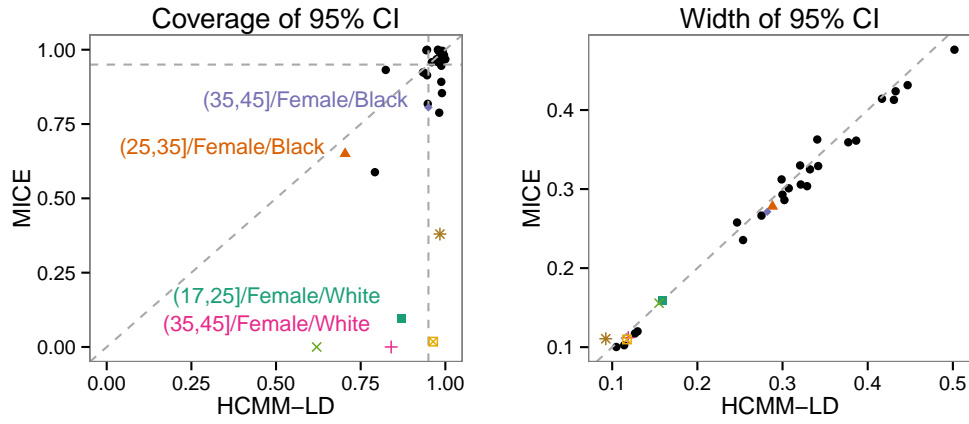 Coverage of 95% CI
1.00
0.75
0.50
0.25
0.00
MICE
(35,45]/Female/Black
(25,35]/Female/Black
(17,25]/Female/White
(35,45]/Female/White
0.00 0.25 0.50 0.75 1.00
HCMM−LD
Width of 95% CI
0.4
0.3
0.2
0.1
MICE
0.1 0.2 0.3 0.4 0.5
HCMM−LD